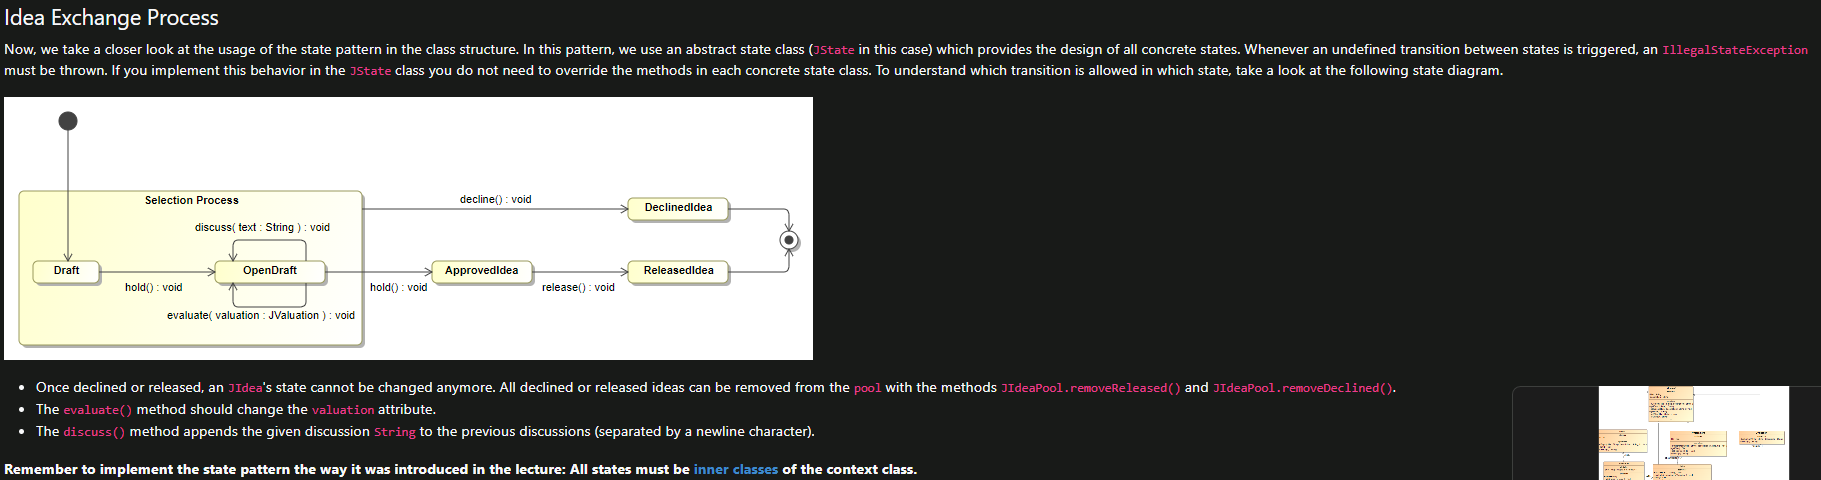 Idea Exchange Process
Now, we take a closer look at the usage of the state pattern in the class structure. In this pattern, we use an abstract state class (JState in this case) which provides the design of all concrete states. Whenever an undefined transition between states is triggered, an IllegalStateException
must be thrown. If you implement this behavior in the JState class you do not need to override the methods in each concrete state class. To understand which transition is allowed in which state, take a look at the following state diagram.
Selection Process
decline() : void
DeclinedIdea
discuss( text : String ) : void
Draft
OpenDraft
ApprovedIdea
ReleasedIdea
hold() : void
hold() : void
release() : void
evaluate( valuation : JValuation ) : void
• Once declined or released, an JIdea's state cannot be changed anymore. All declined or released ideas can be removed from the pool with the methods JIdeaPool.removeReleased() and JIdeaPool.removeDeclined().
• The evaluate() method should change the valuation attribute.
• The discuss() method appends the given discussion String to the previous discussions (separated by a newline character).
Remember to implement the state pattern the way it was introduced in the lecture: All states must be inner classes of the context class.